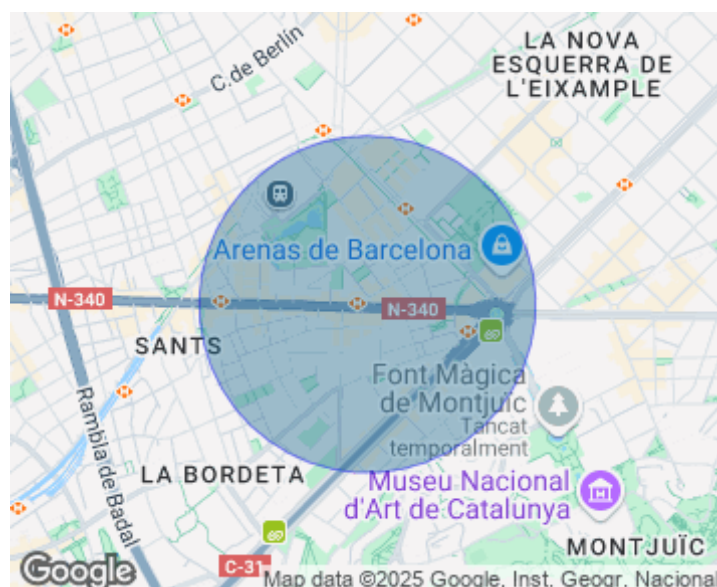 LA NOVA
ESQUERRA DE
L'EIXAMPLE
C. de Berlín
Arenas de Barcelona
N-340
N-340
SANTS
Font Màgica
de Montjuïc
Tancat
temporalment
Rambla de Badal
LA BORDETA
Museu Nacional
d'Art de Catalunya
MONTJUÏC
C-31
Google
Map data ©2025 Google, Inst. Geogr. Nacional